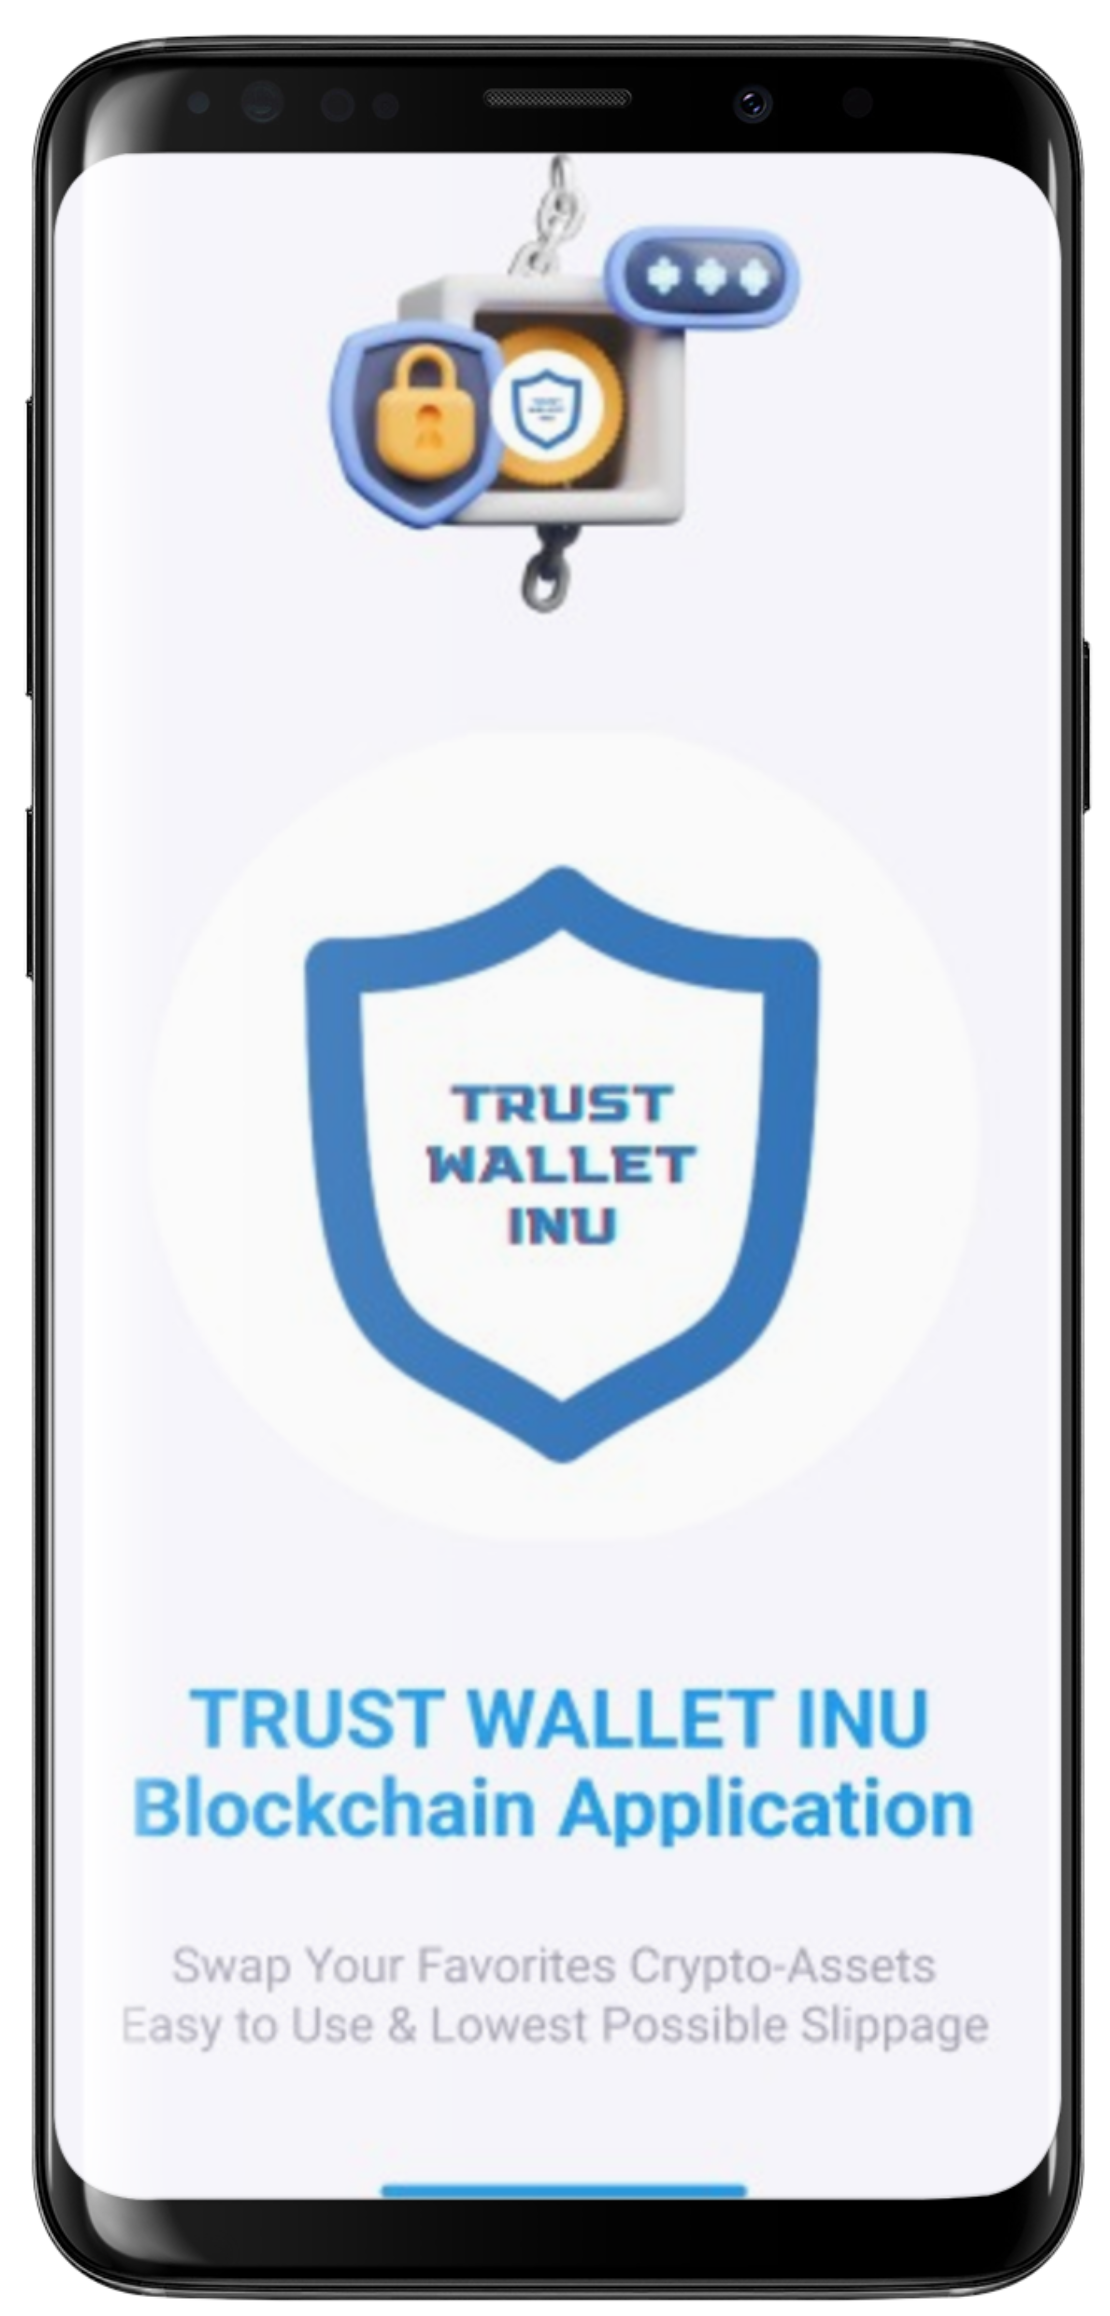 TRUST
WALLET
INU
TRUST WALLET INU
Blockchain Application
Swap Your Favorites Crypto-Assets
Easy to Use & Lowest Possible Slippage